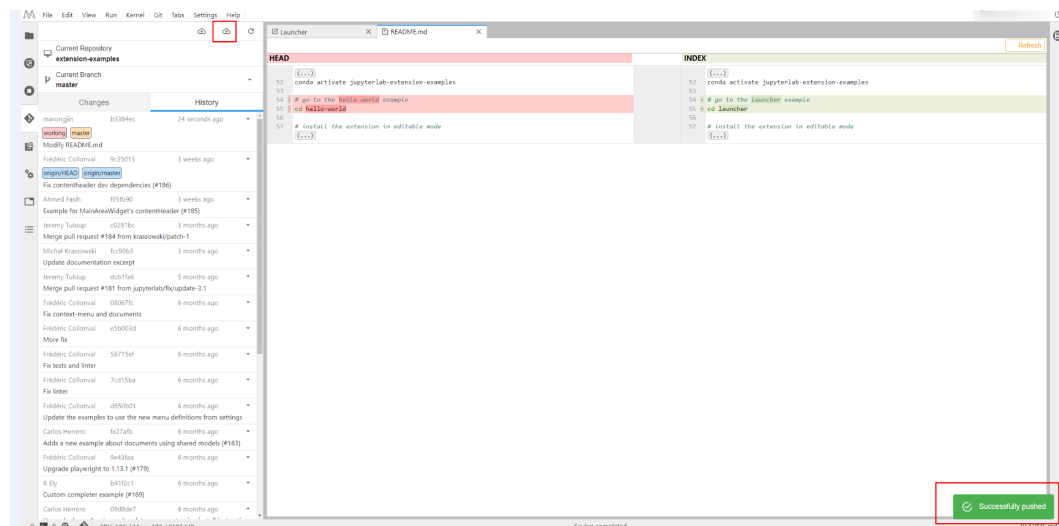 File Edit View Run Kernel Git Tabs Settings Help
Launcher
README.md
Current Repository
extension-examples
Refresh
HEAD
INDEX
Current Branch
master
(...)
52 conda activate jupyterlab-extension-examples
53
54 # go to the hello-world example
55 cd hello-world
56
57 # install the extension in editable mode
(...)
(...)
52 conda activate jupyterlab-extension-examples
53
54 # go to the launcher example
55 cd launcher
56
57 # install the extension in editable mode
(...)
Changes
History
marongjin b3384ec 24 seconds ago
working master
Modify README.md
Frédéric Collonval 9c35013 3 weeks ago
origin/HEAD origin/master
Fix contentheader dev dependencies (#186)
Ahmed Fasih f05fb90 3 weeks ago
Example for MainAreaWidget's contentHeader (#185)
Jeremy Tuloup c0281bc 3 months ago
Merge pull request #184 from krassowski/patch-1
Michał Krassowski fcc90b3 3 months ago
Update documentation excerpt
Jeremy Tuloup dcb1fa6 5 months ago
Merge pull request #181 from jupyterlab/fix/update-3.1
Frédéric Collonval 08067fc 6 months ago
Fix context-menu and documents
Frédéric Collonval e5b003d 6 months ago
More fix
Frédéric Collonval 58715ef 6 months ago
Fix tests and linter
Frédéric Collonval 7cd15ba 6 months ago
Fix linter
Frédéric Collonval d850b01 6 months ago
Update the examples to use the new menu definitions from settings
Carlos Herrero fe27afb 6 months ago
Adds a new example about documents using shared models (#163)
Frédéric Collonval 9e43faa 6 months ago
Upgrade playwright to 1.13.1 (#179)
R Ely b41f2c1 6 months ago
Custom completer example (#169)
Carlos Herrero 09d8de7 6 months ago
Successfully pushed
Saving completed